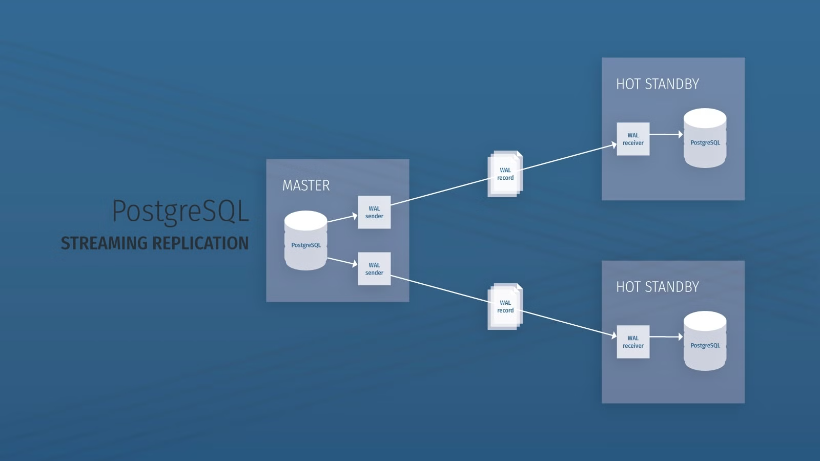 PostgreSQL
STREAMING REPLICATION
MASTER
PostgreSQL
WAL
sender
WAL
sender
WAL
record
WAL
record
HOT STANDBY
WAL
receiver
PostgreSQL
HOT STANDBY
WAL
receiver
PostgreSQL